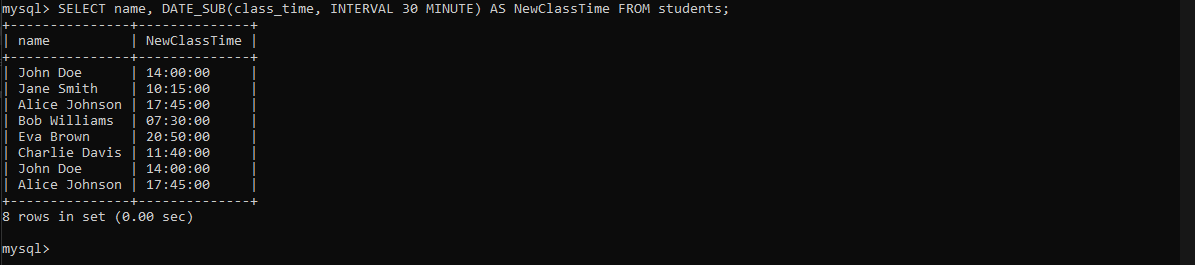 mysql> SELECT name, DATE_SUB(class_time, INTERVAL 30 MINUTE) AS NewClassTime FROM students;
+---------------+--------------+
| name          | NewClassTime |
+---------------+--------------+
| John Doe      | 14:00:00     |
| Jane Smith    | 10:15:00     |
| Alice Johnson | 17:45:00     |
| Bob Williams  | 07:30:00     |
| Eva Brown     | 20:50:00     |
| Charlie Davis | 11:40:00     |
| John Doe      | 14:00:00     |
| Alice Johnson | 17:45:00     |
+---------------+--------------+
8 rows in set (0.00 sec)
mysql>